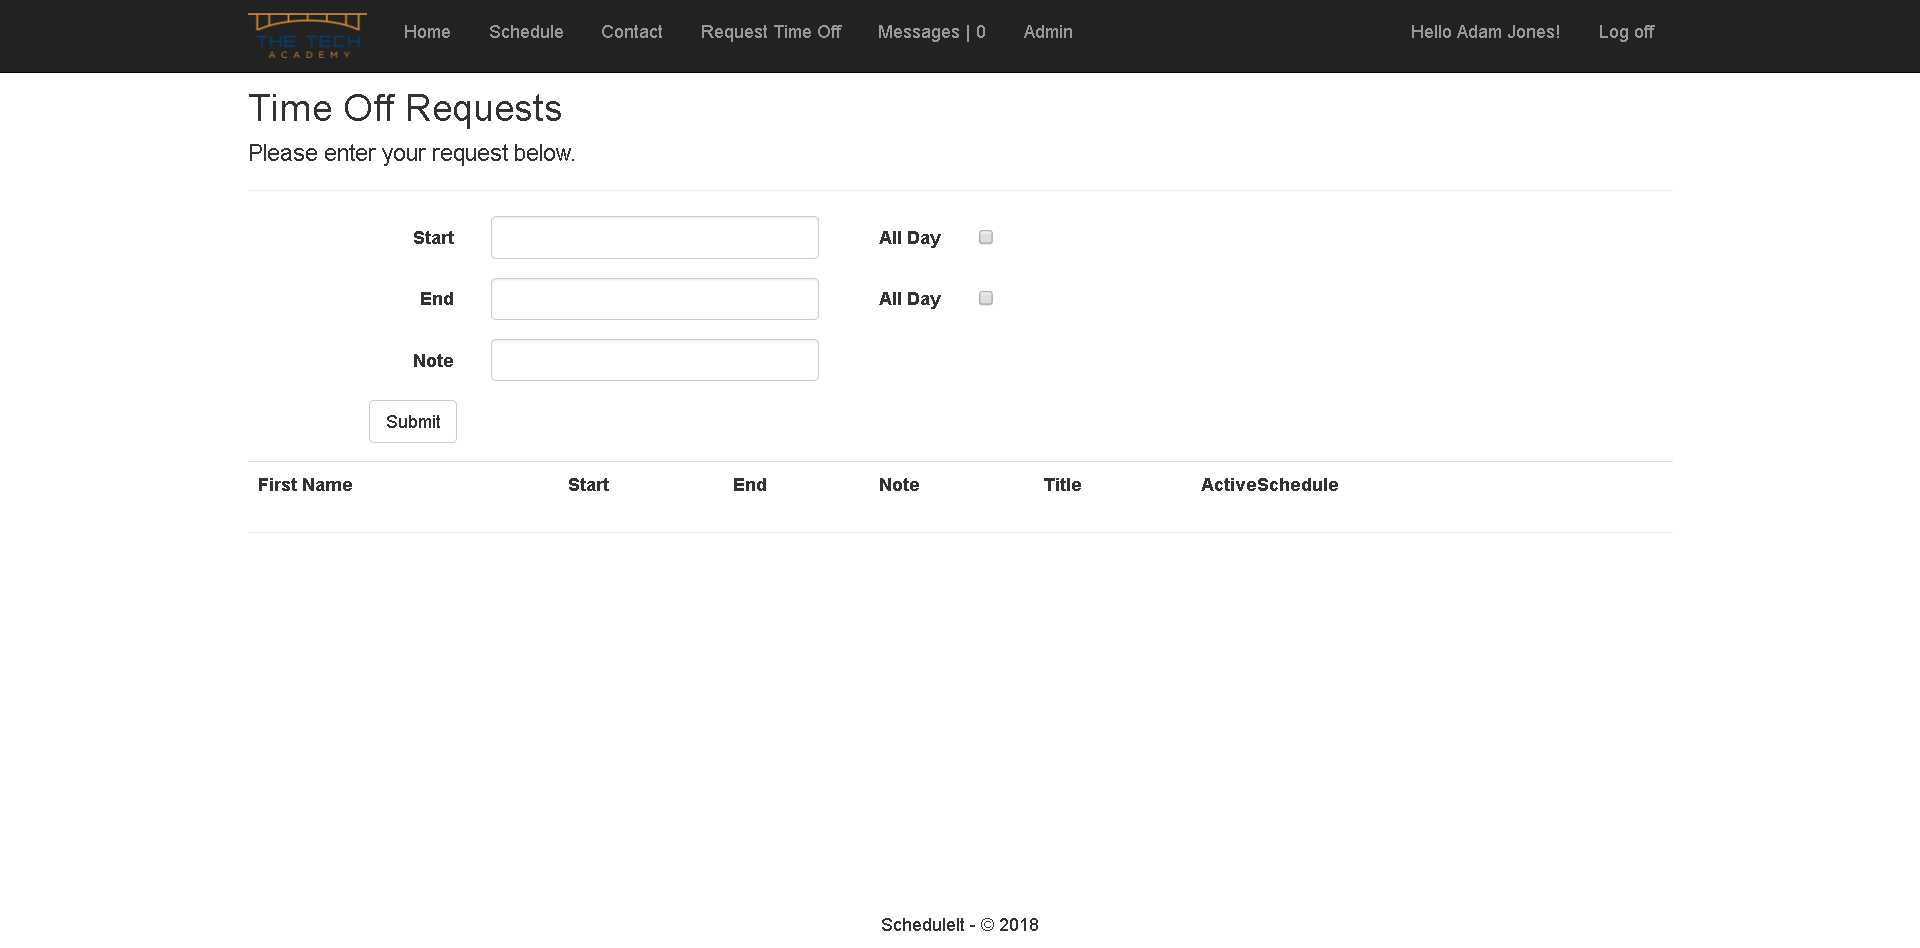 THE TECH
ACADEMY
Home Schedule Contact Request Time Off Messages | 0 Admin Hello Adam Jones! Log off
Time Off Requests
Please enter your request below.
Start All Day
End All Day
Note
Submit
First Name Start End Note Title ActiveSchedule
ScheduleIt - © 2018